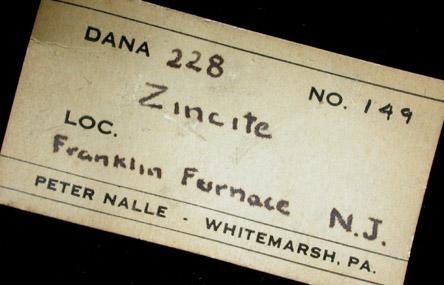 DANA 228 NO. 149
Zincite
LOC.
Franklin Furnace N.J.
PETER NALLE - WHITEMARSH, PA.